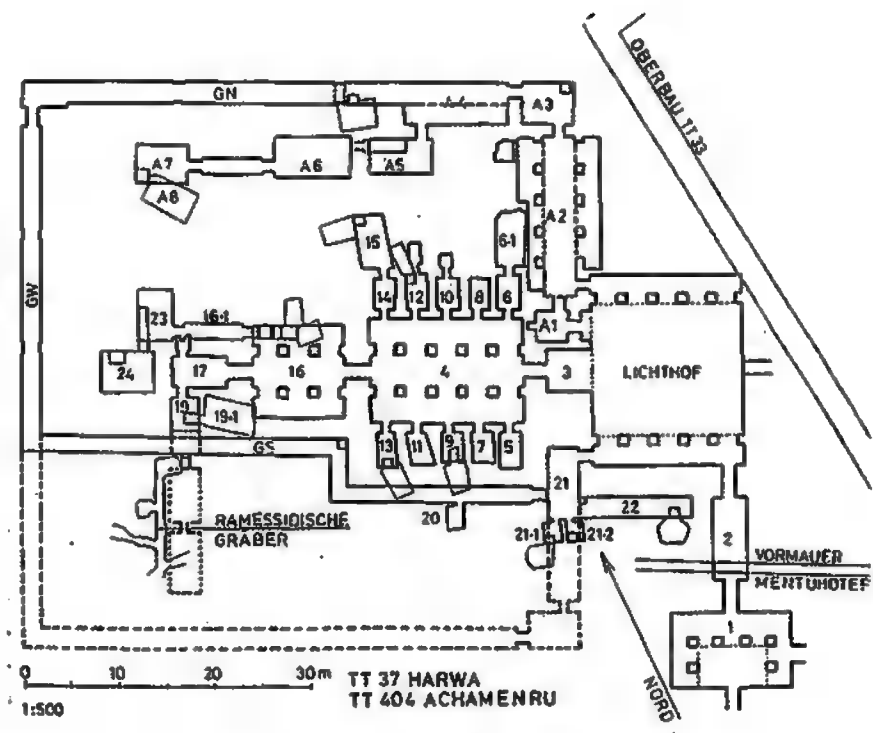 OBERBAU TT 33
GN
A4
A3
A7
A6
A5
A8
A2
6·1
15
14
12
10
8
6
A1
GW
23
16·1
24
17
16
4
3
LICHTHOF
19
19·1
13
11
9
7
5
GS
21
22
20
21·1
21·2
2
RAMESSIDISCHE
GRÄBER
VORMAUER
MENTUHOTEP
1
NORD
0 10 20 30m
1:500
TT 37 HARWA
TT 404 ACHAMENRU